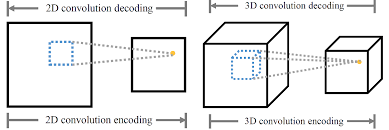 2D convolution decoding
3D convolution decoding
2D convolution encoding
3D convolution encoding